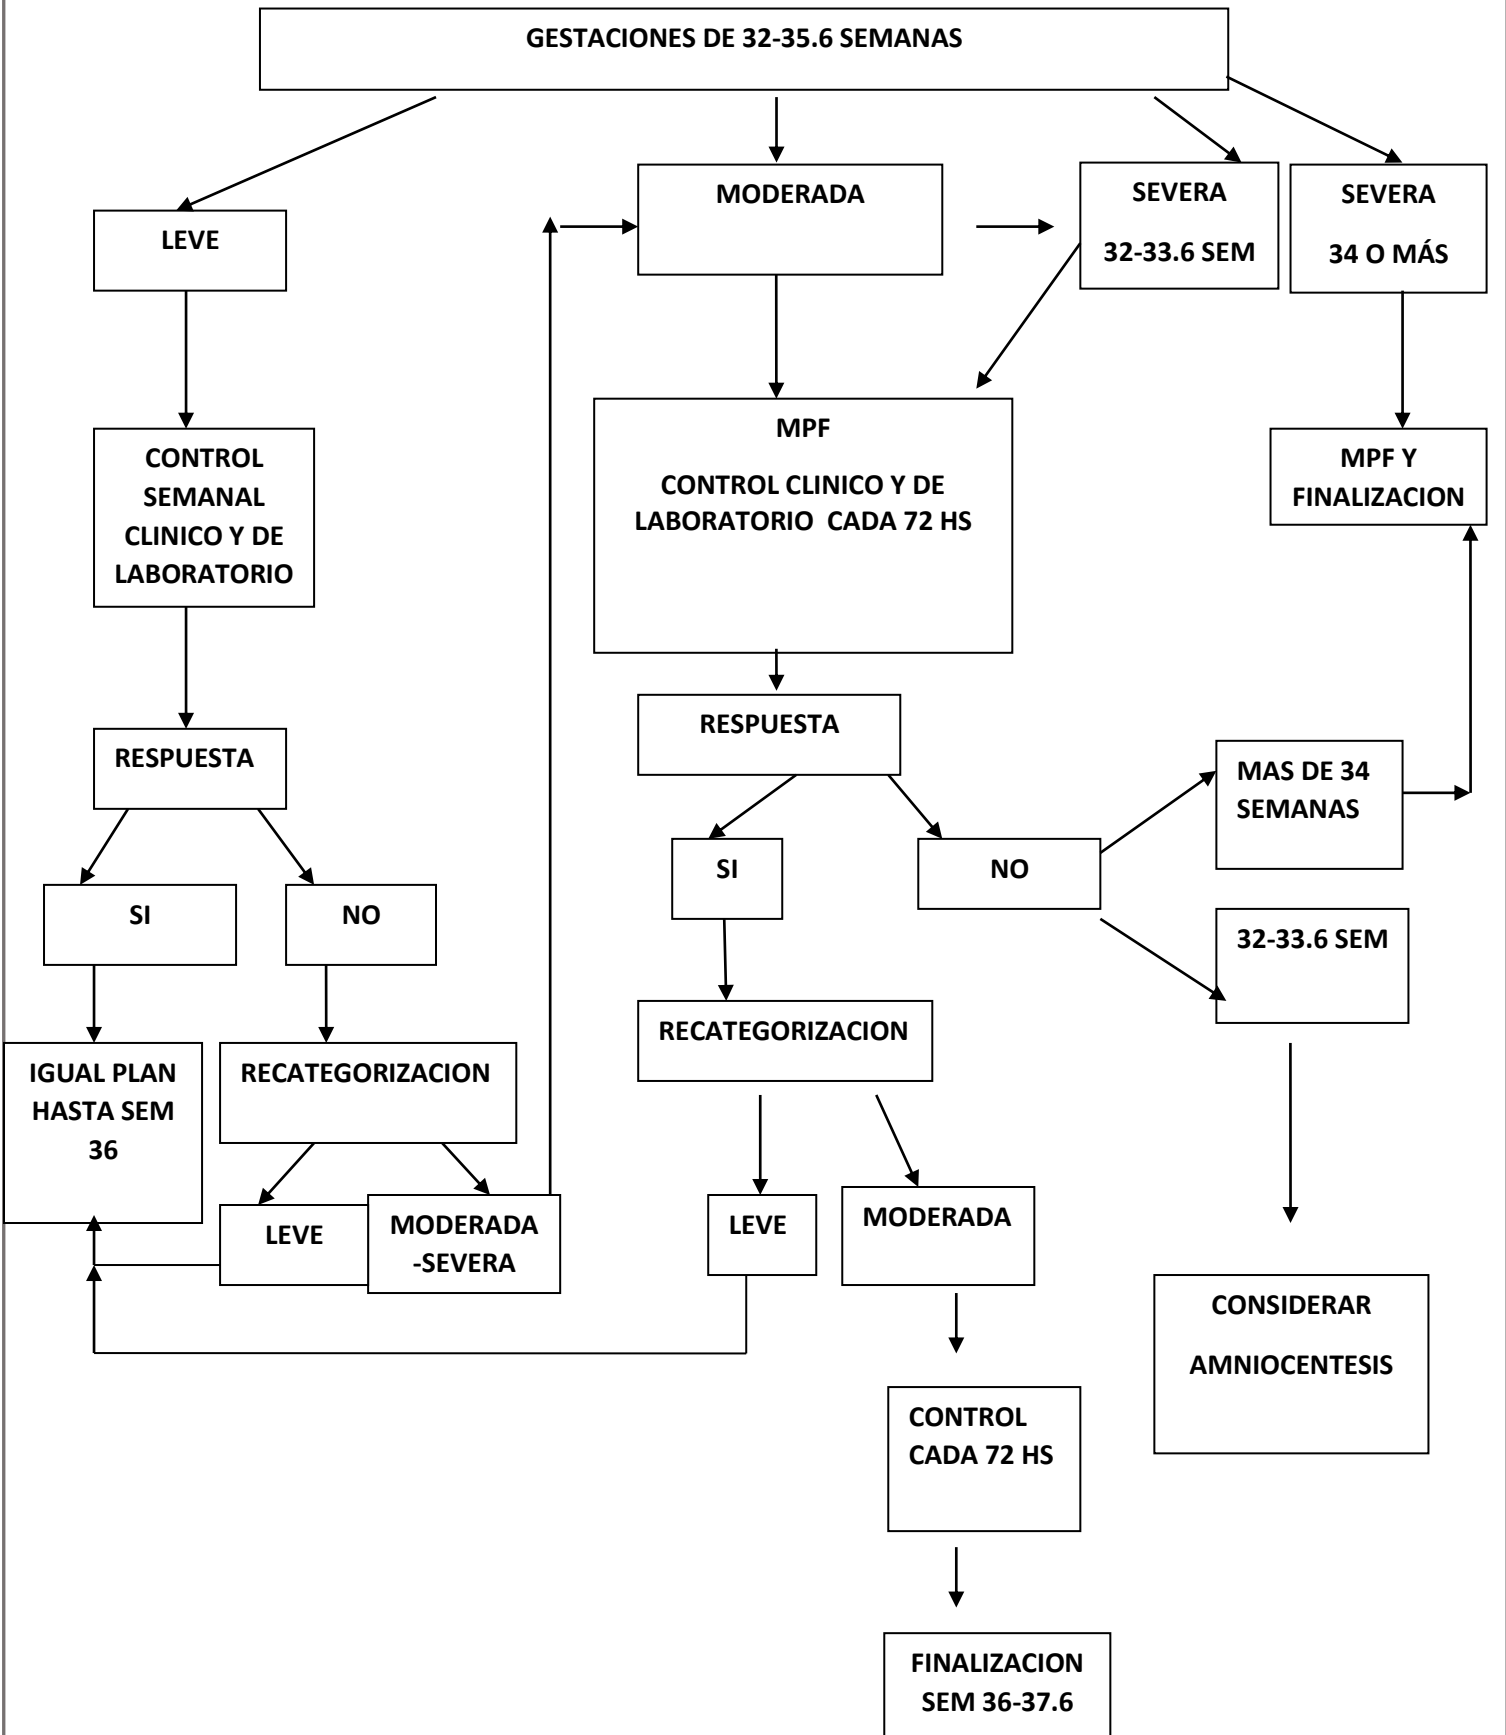 GESTACIONES DE 32-35.6 SEMANAS
LEVE
MODERADA
SEVERA
32-33.6 SEM
SEVERA
34 O MÁS
CONTROL
SEMANAL
CLINICO Y DE
LABORATORIO
MPF
CONTROL CLINICO Y DE
LABORATORIO CADA 72 HS
MPF Y
FINALIZACION
RESPUESTA
RESPUESTA
MAS DE 34
SEMANAS
SI
NO
SI
NO
32-33.6 SEM
IGUAL PLAN
HASTA SEM
36
RECATEGORIZACION
RECATEGORIZACION
LEVE
MODERADA
-SEVERA
LEVE
MODERADA
CONSIDERAR
AMNIOCENTESIS
CONTROL
CADA 72 HS
FINALIZACION
SEM 36-37.6